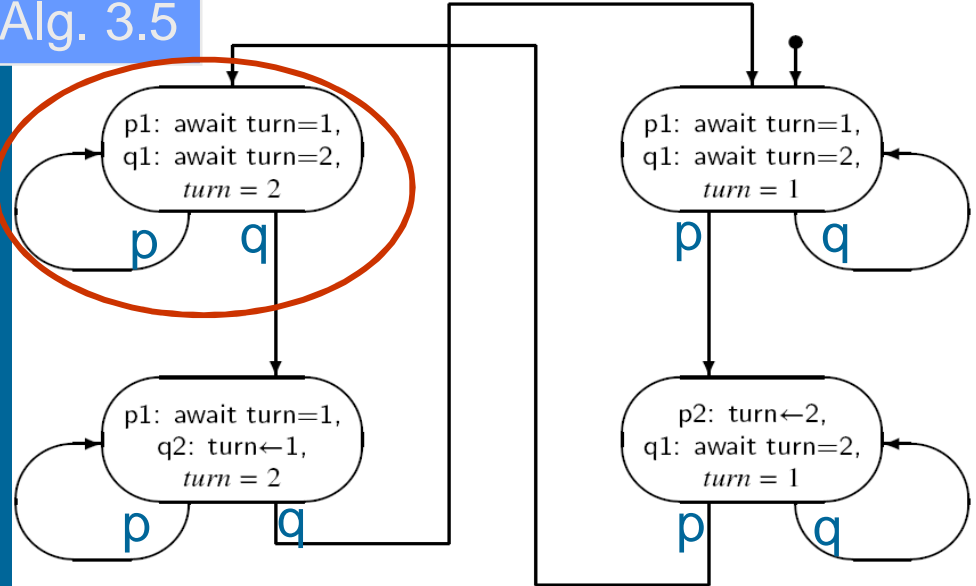 Alg. 3.5
p1: await turn=1,
q1: await turn=2,
turn = 2
p q
p1: await turn=1,
q1: await turn=2,
turn = 1
p q
p1: await turn=1,
q2: turn←1,
turn = 2
p q
p2: turn←2,
q1: await turn=2,
turn = 1
p q